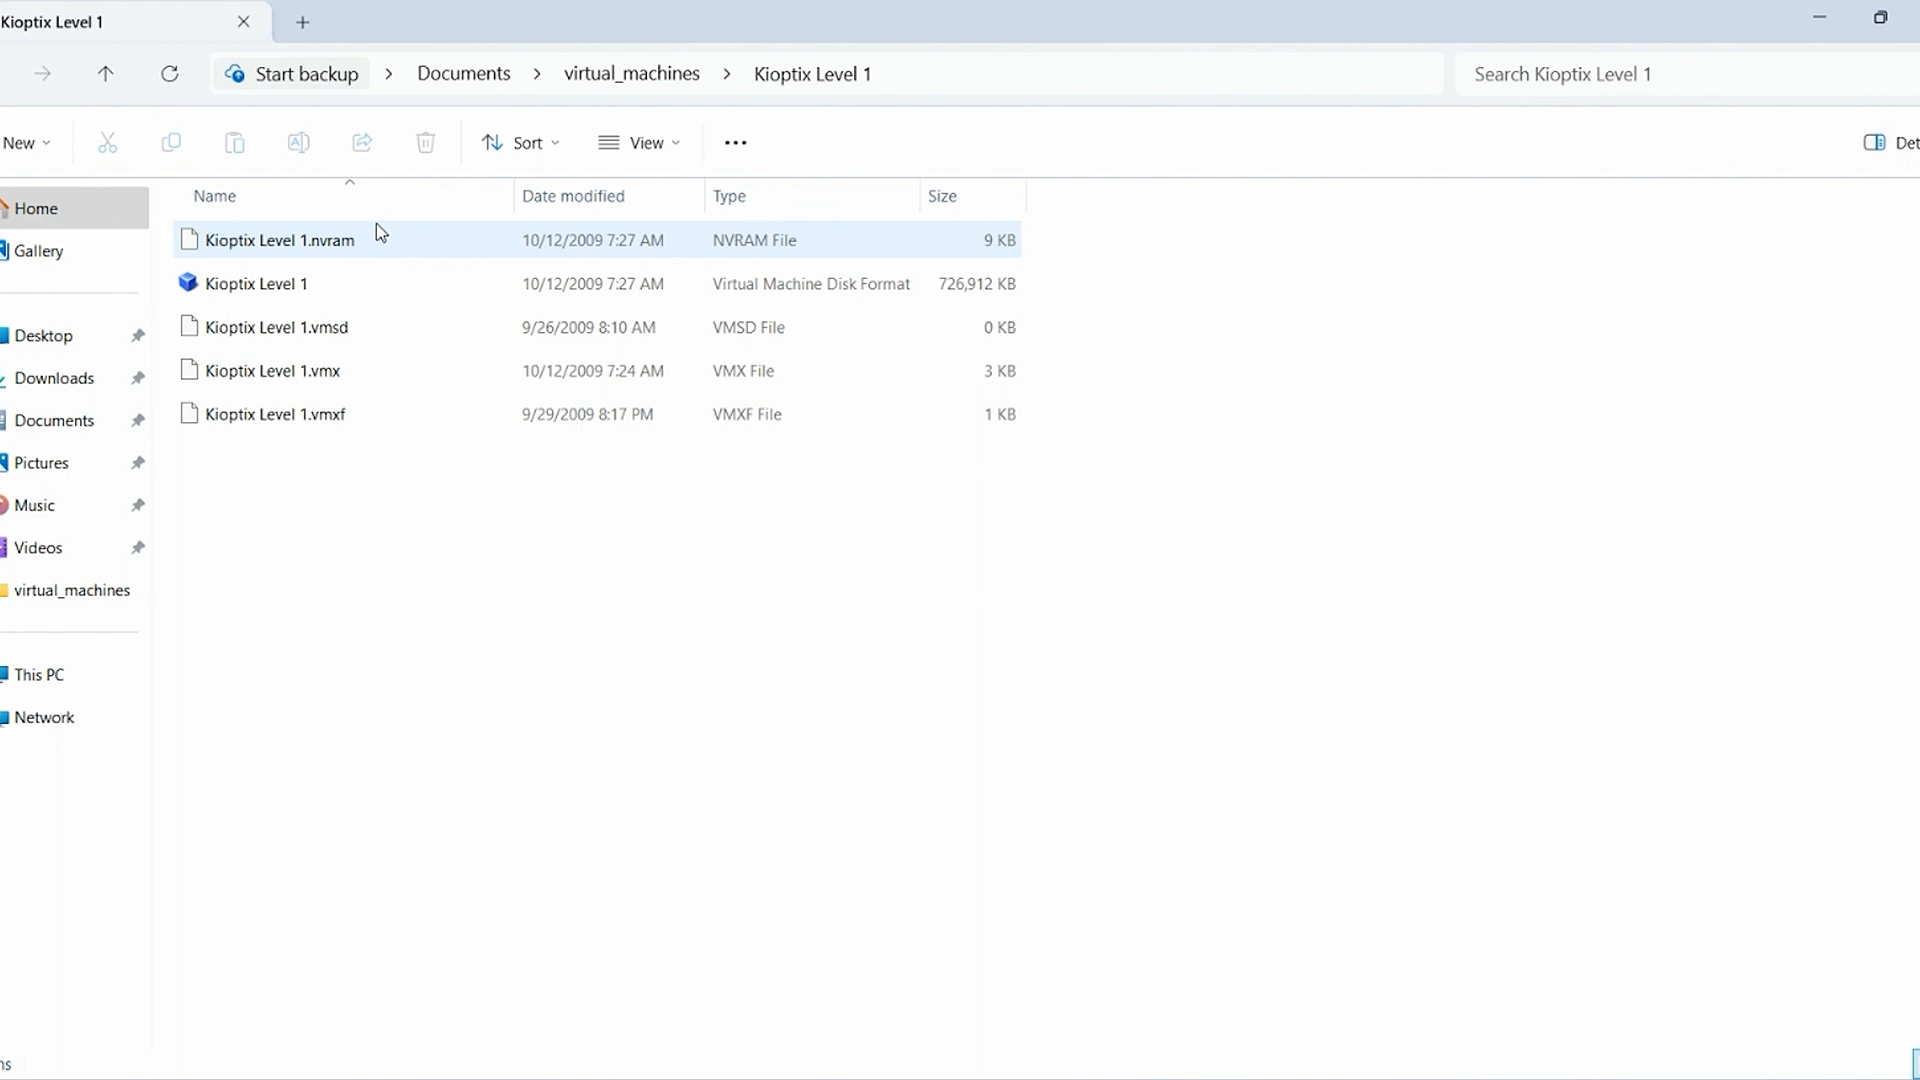 Kioptix Level 1
Start backup > Documents > virtual_machines > Kioptix Level 1
Search Kioptix Level 1
New
Sort
View
Det
Name
Date modified
Type
Size
Home
Gallery
Desktop
Downloads
Documents
Pictures
Music
Videos
virtual_machines
This PC
Network
Kioptix Level 1.nvram 10/12/2009 7:27 AM NVRAM File 9 KB
Kioptix Level 1 10/12/2009 7:27 AM Virtual Machine Disk Format 726,912 KB
Kioptix Level 1.vmsd 9/26/2009 8:10 AM VMSD File 0 KB
Kioptix Level 1.vmx 10/12/2009 7:24 AM VMX File 3 KB
Kioptix Level 1.vmxf 9/29/2009 8:17 PM VMXF File 1 KB